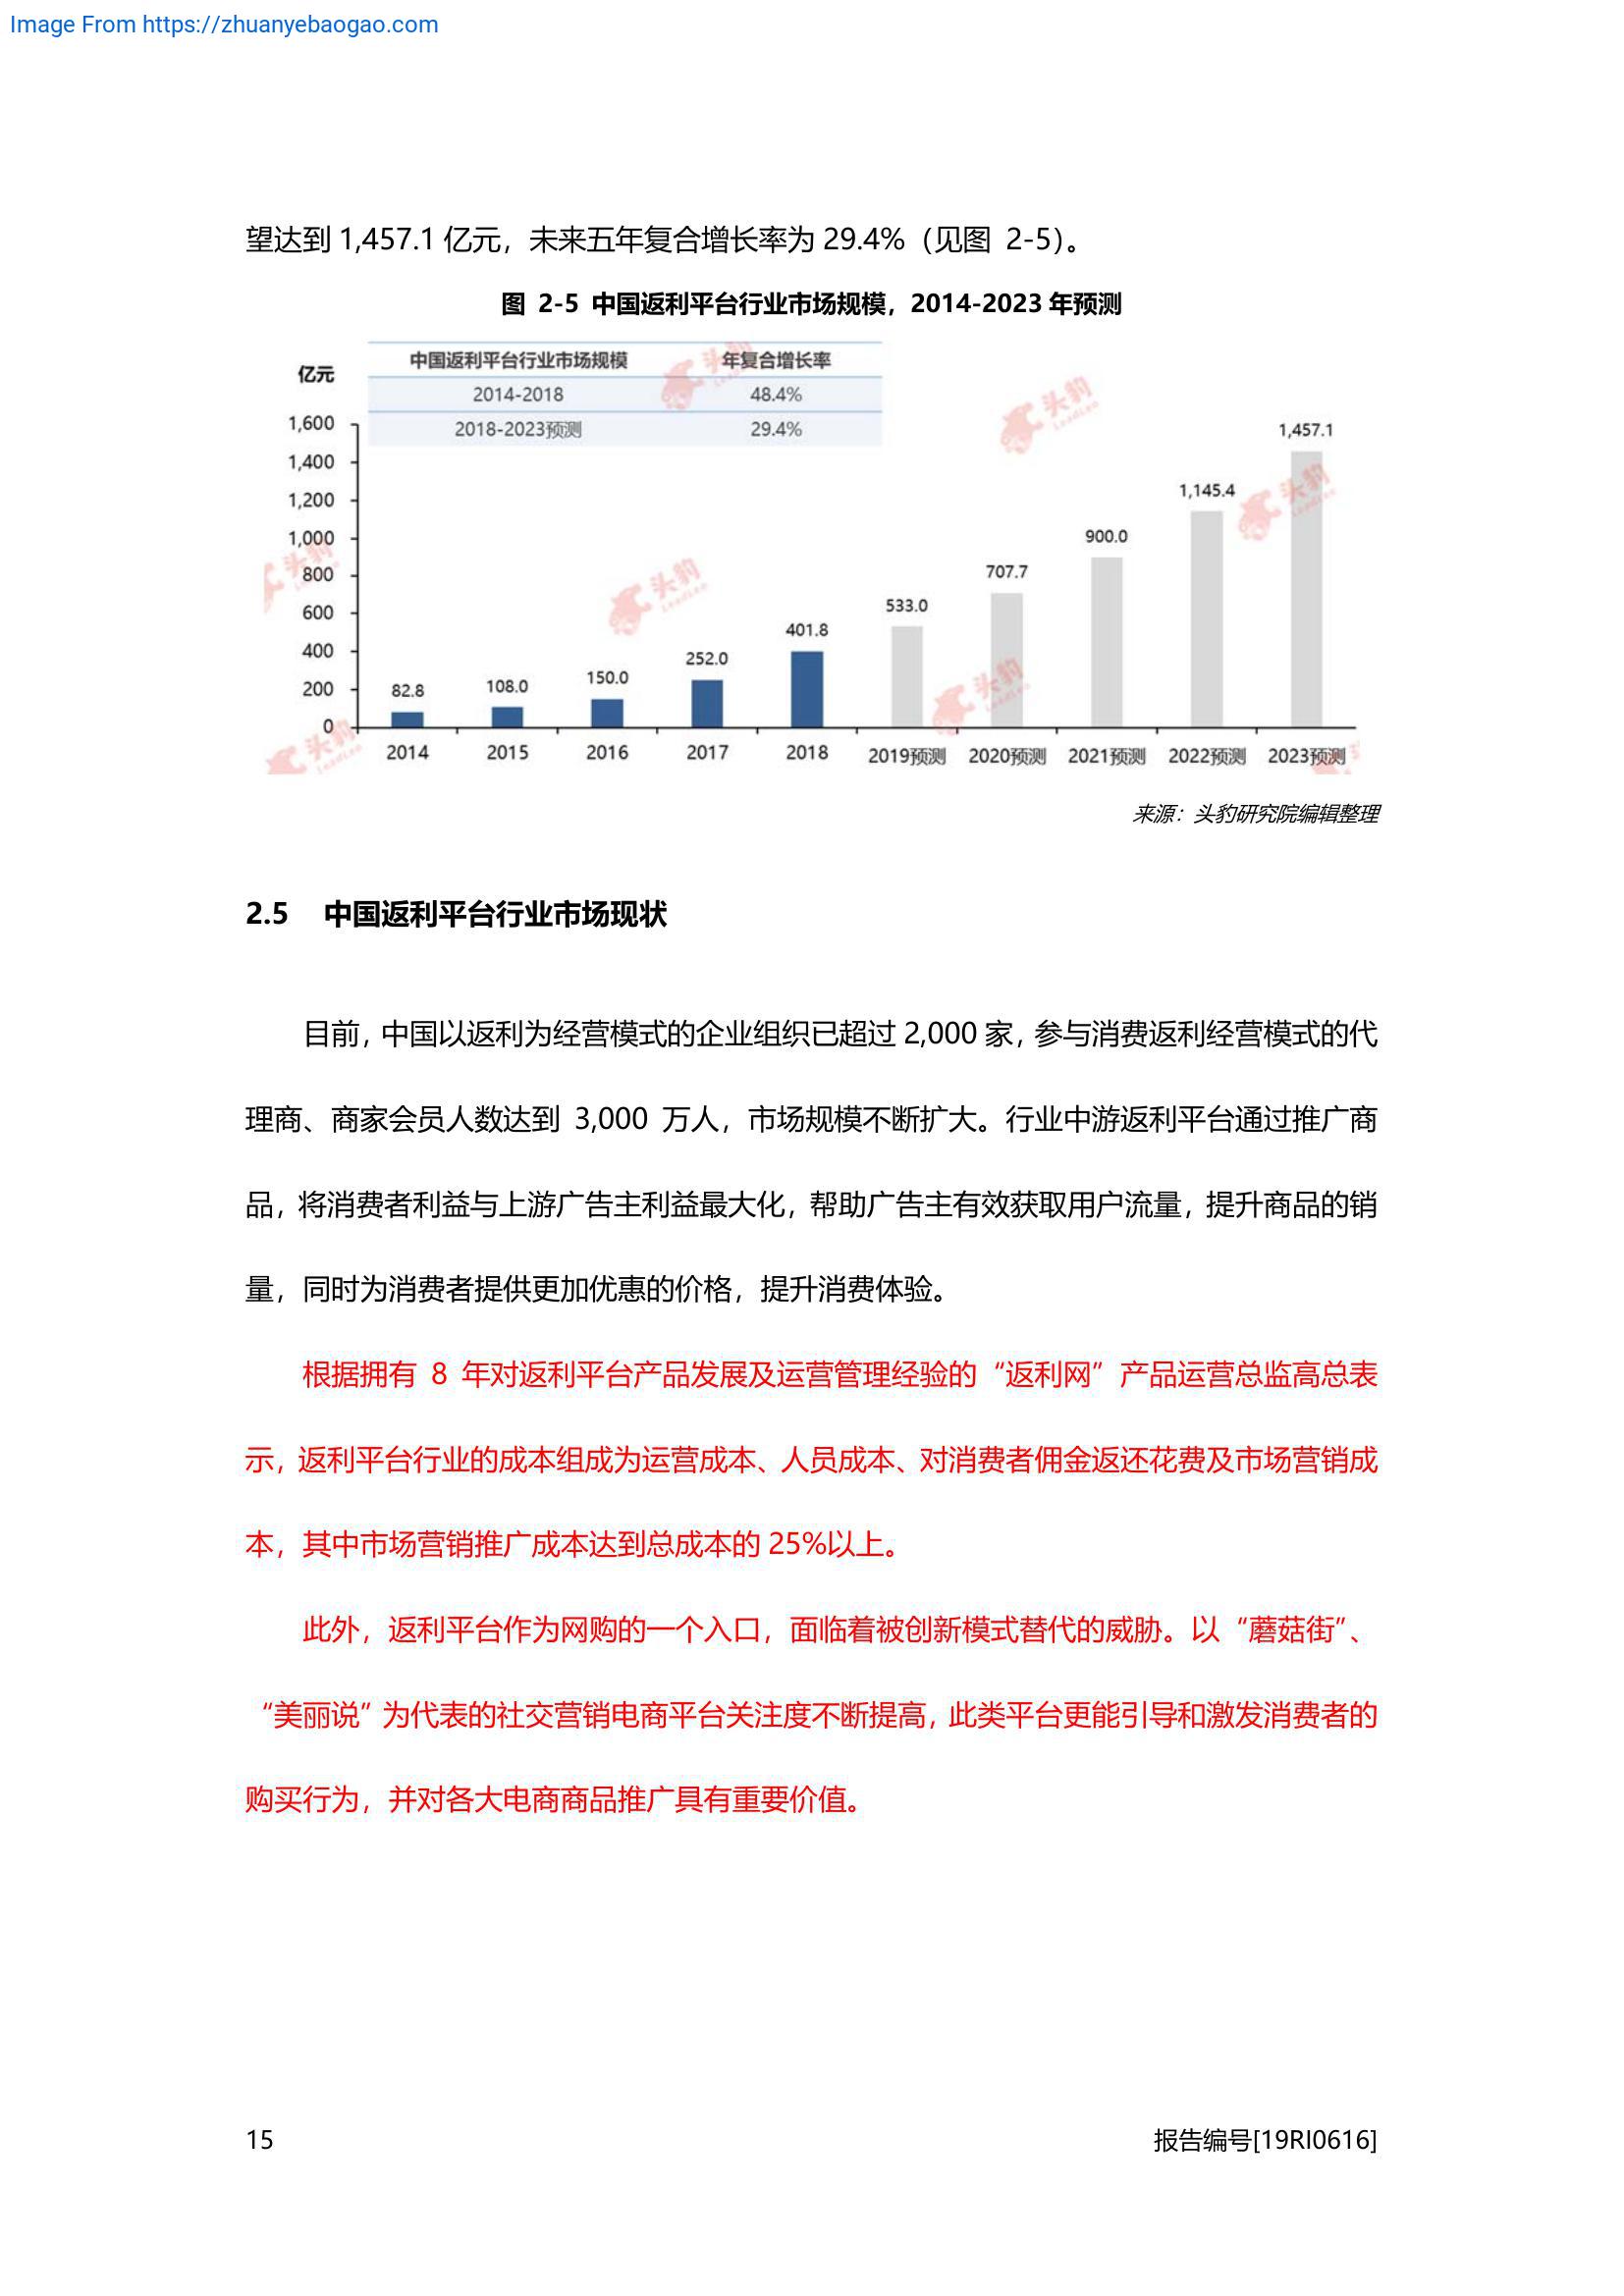 Image From https://zhuanyebaogao.com
望达到 1,457.1 亿元，未来五年复合增长率为 29.4%（见图 2-5）。
图 2-5 中国返利平台行业市场规模，2014-2023 年预测
中国返利平台行业市场规模 年复合增长率
2014-2018 48.4%
2018-2023预测 29.4%
亿元
1,600
1,400
1,200
1,000
800
600
400
200
0
82.8
108.0
150.0
252.0
401.8
533.0
707.7
900.0
1,145.4
1,457.1
2014 2015 2016 2017 2018 2019预测 2020预测 2021预测 2022预测 2023预测
头豹
LeadLeo
来源：头豹研究院编辑整理
2.5 中国返利平台行业市场现状
目前，中国以返利为经营模式的企业组织已超过 2,000 家，参与消费返利经营模式的代
理商、商家会员人数达到 3,000 万人，市场规模不断扩大。行业中游返利平台通过推广商
品，将消费者利益与上游广告主利益最大化，帮助广告主有效获取用户流量，提升商品的销
量，同时为消费者提供更加优惠的价格，提升消费体验。
根据拥有 8 年对返利平台产品发展及运营管理经验的“返利网”产品运营总监高总表
示，返利平台行业的成本组成为运营成本、人员成本、对消费者佣金返还花费及市场营销成
本，其中市场营销推广成本达到总成本的 25%以上。
此外，返利平台作为网购的一个入口，面临着被创新模式替代的威胁。以“蘑菇街”、
“美丽说”为代表的社交营销电商平台关注度不断提高，此类平台更能引导和激发消费者的
购买行为，并对各大电商商品推广具有重要价值。
15
报告编号[19RI0616]